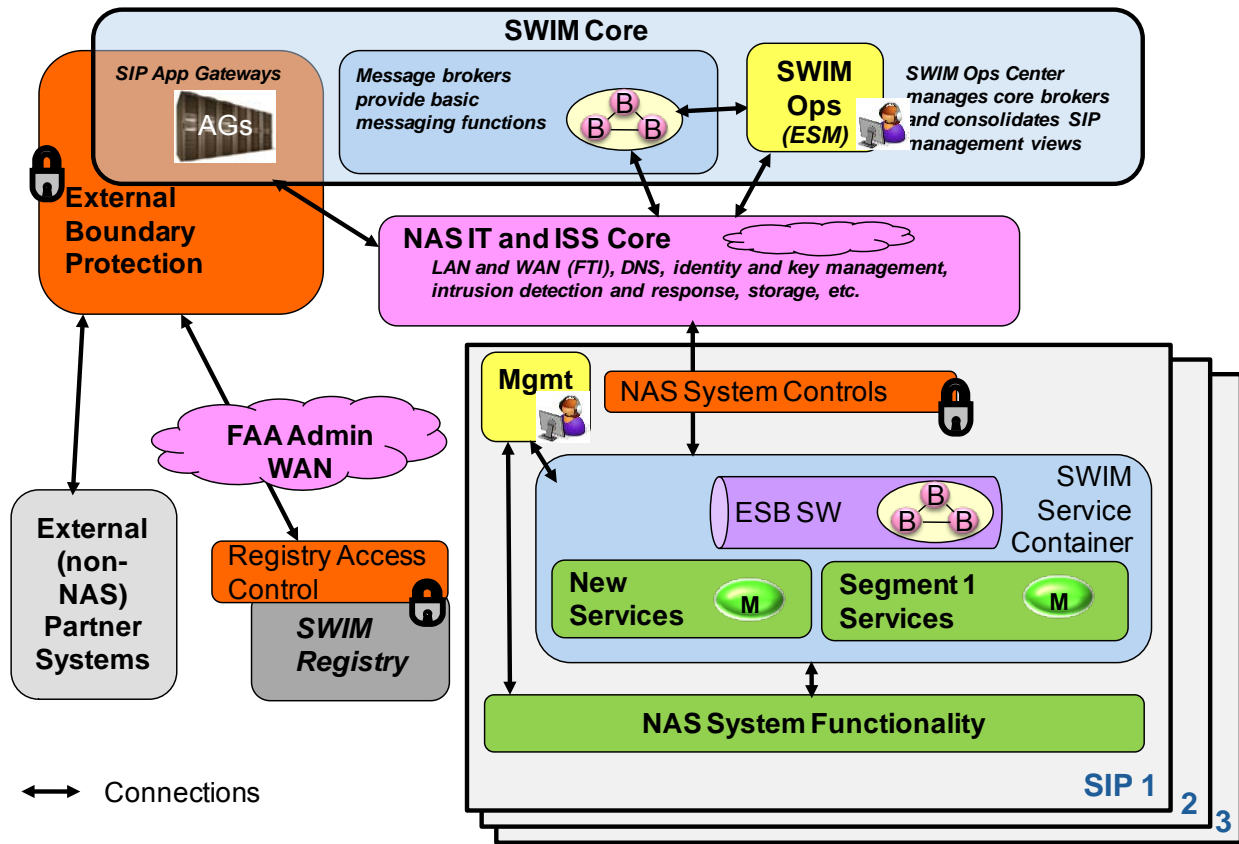 SWIM Core
SIP App Gateways
AGs
Message brokers
provide basic
messaging functions
B
B
B
SWIM
Ops
(ESM)
SWIM Ops Center
manages core brokers
and consolidates SIP
management views
External
Boundary
Protection
NAS IT and ISS Core
LAN and WAN (FTI), DNS, identity and key management,
intrusion detection and response, storage, etc.
Mgmt
NAS System Controls
FAA Admin
WAN
External
(non-
NAS)
Partner
Systems
Registry Access
Control
SWIM
Registry
ESB SW
B
B
B
SWIM
Service
Container
New
Services
M
Segment 1
Services
M
NAS System Functionality
SIP 1
2
3
Connections